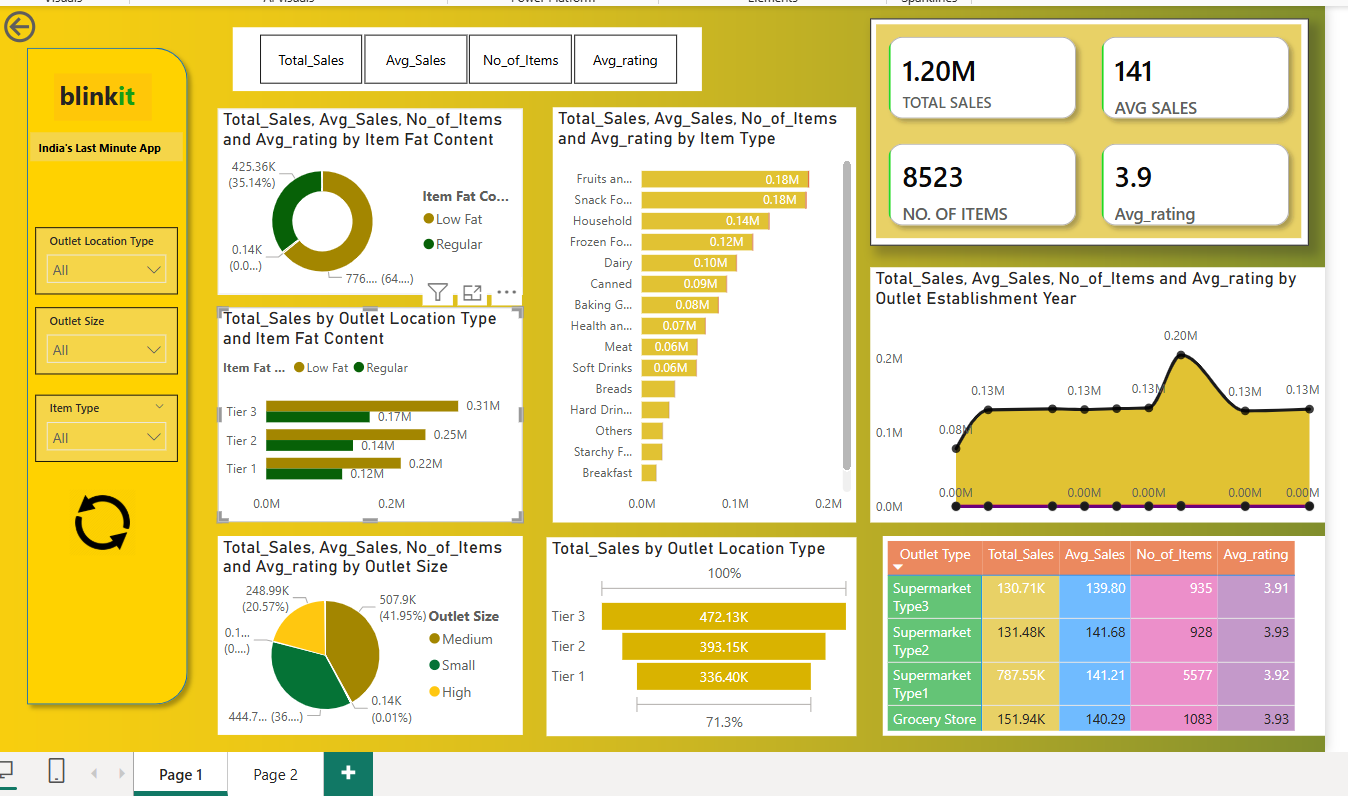 Visuals
AI visuals
Power Platform
Elements
Sparklines
blinkit
India's Last Minute App
Outlet Location Type
All
Outlet Size
All
Item Type
All
Total_Sales
Avg_Sales
No_of_Items
Avg_rating
1.20M
TOTAL SALES
141
AVG SALES
8523
NO. OF ITEMS
3.9
Avg_rating
Total_Sales, Avg_Sales, No_of_Items
and Avg_rating by Item Fat Content
425.36K
(35.14%)
0.14K
(0.0...)
776.... (64....)
Item Fat Co...
Low Fat
Regular
Total_Sales by Outlet Location Type
and Item Fat Content
Item Fat ... Low Fat Regular
Tier 3 0.31M
0.17M
Tier 2 0.25M
0.14M
Tier 1 0.22M
0.12M
0.0M 0.2M
Total_Sales, Avg_Sales, No_of_Items
and Avg_rating by Outlet Size
248.99K
(20.57%)
507.9K
(41.95%)
0.1...
(0....)
444.7... (36....)
0.14K
(0.01%)
Outlet Size
Medium
Small
High
Total_Sales, Avg_Sales, No_of_Items
and Avg_rating by Item Type
Fruits an... 0.18M
Snack Fo... 0.18M
Household 0.14M
Frozen Fo... 0.12M
Dairy 0.10M
Canned 0.09M
Baking G... 0.08M
Health an... 0.07M
Meat 0.06M
Soft Drinks 0.06M
Breads
Hard Drin...
Others
Starchy F...
Breakfast
0.0M 0.1M 0.2M
Total_Sales by Outlet Location Type
100%
Tier 3 472.13K
Tier 2 393.15K
Tier 1 336.40K
71.3%
Total_Sales, Avg_Sales, No_of_Items and Avg_rating by
Outlet Establishment Year
0.2M
0.1M
0.0M
0.08M
0.13M
0.13M
0.13M
0.20M
0.13M
0.13M
0.00M 0.00M 0.00M 0.00M 0.00M
Outlet Type Total_Sales Avg_Sales No_of_Items Avg_rating
Supermarket 130.71K 139.80 935 3.91
Type3
Supermarket 131.48K 141.68 928 3.93
Type2
Supermarket 787.55K 141.21 5577 3.92
Type1
Grocery Store 151.94K 140.29 1083 3.93
Page 1
Page 2